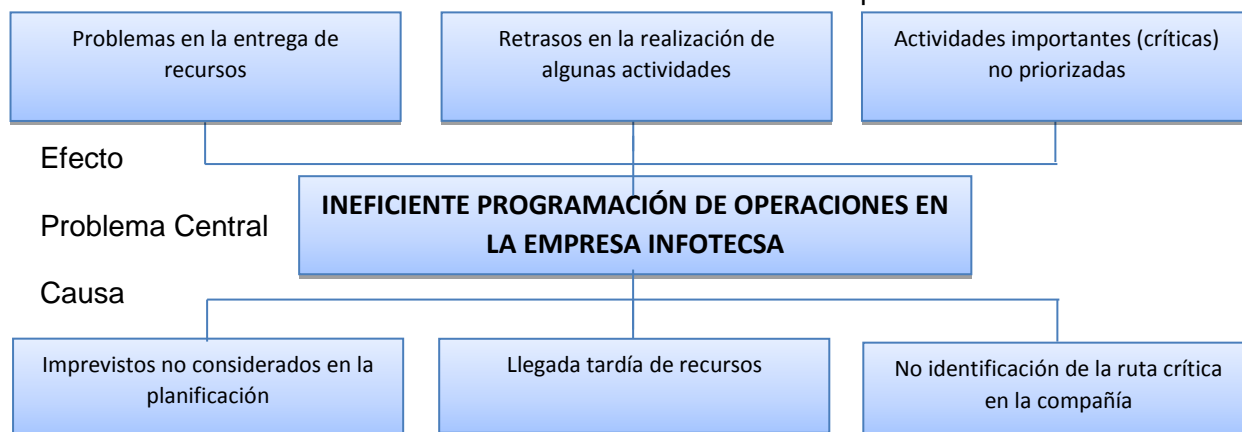 Problemas en la entrega de
recursos
Retrasos en la realización de
algunas actividades
Actividades importantes (críticas)
no priorizadas
Efecto
Problema Central
INEFICIENTE PROGRAMACIÓN DE OPERACIONES EN
LA EMPRESA INFOTECSA
Causa
Imprevistos no considerados en la
planificación
Llegada tardía de recursos
No identificación de la ruta crítica
en la compañía